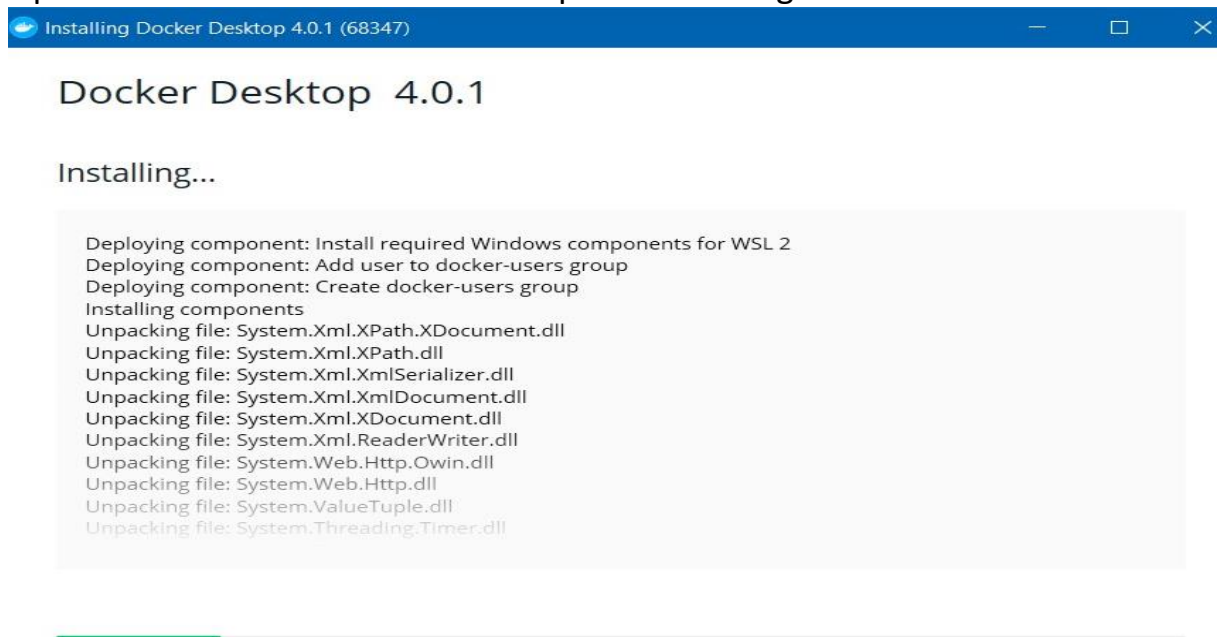 Installing Docker Desktop 4.0.1 (68347)
Docker Desktop 4.0.1
Installing...
Deploying component: Install required Windows components for WSL 2
Deploying component: Add user to docker-users group
Deploying component: Create docker-users group
Installing components
Unpacking file: System.Xml.XPath.XDocument.dll
Unpacking file: System.Xml.XPath.dll
Unpacking file: System.Xml.XmlSerializer.dll
Unpacking file: System.Xml.XmlDocument.dll
Unpacking file: System.Xml.XDocument.dll
Unpacking file: System.Xml.ReaderWriter.dll
Unpacking file: System.Web.Http.Owin.dll
Unpacking file: System.Web.Http.dll
Unpacking file: System.ValueTuple.dll
Unpacking file: System.Threading.Timer.dll